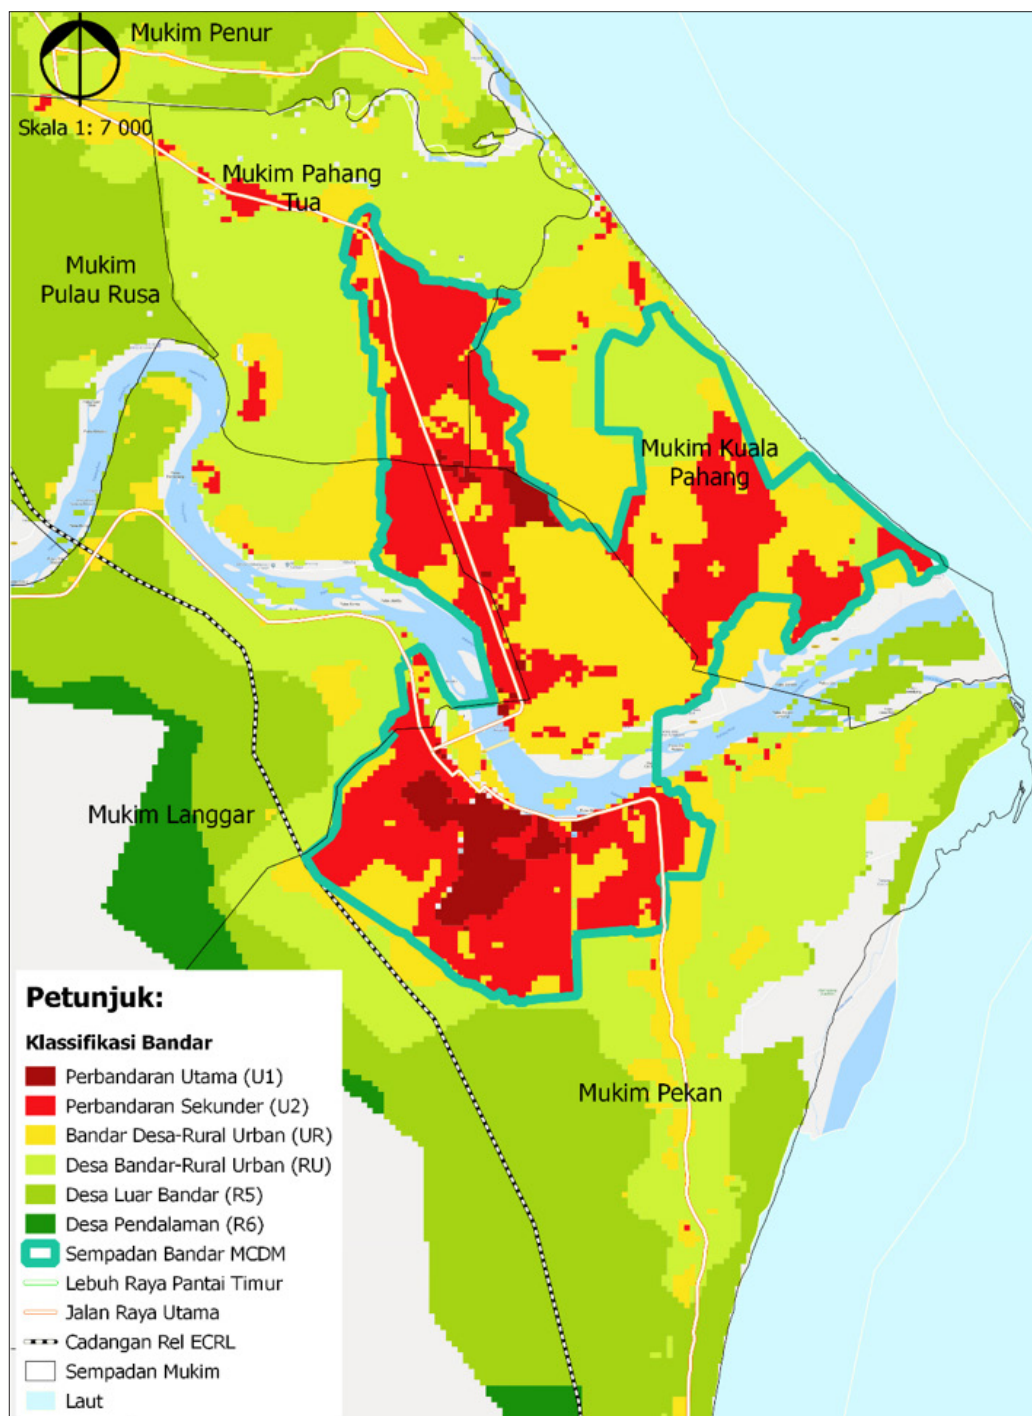 Mukim Penur
Skala 1: 7 000
Mukim Pahang
Tua
Mukim
Pulau Rusa
Mukim Kuala
Pahang
Mukim Langgar
Mukim Pekan
Petunjuk:
Klassifikasi Bandar
Perbandaran Utama (U1)
Perbandaran Sekunder (U2)
Bandar Desa-Rural Urban (UR)
Desa Bandar-Rural Urban (RU)
Desa Luar Bandar (R5)
Desa Pendalaman (R6)
Sempadan Bandar MCDM
Lebuh Raya Pantai Timur
Jalan Raya Utama
Cadangan Rel ECRL
Sempadan Mukim
Laut